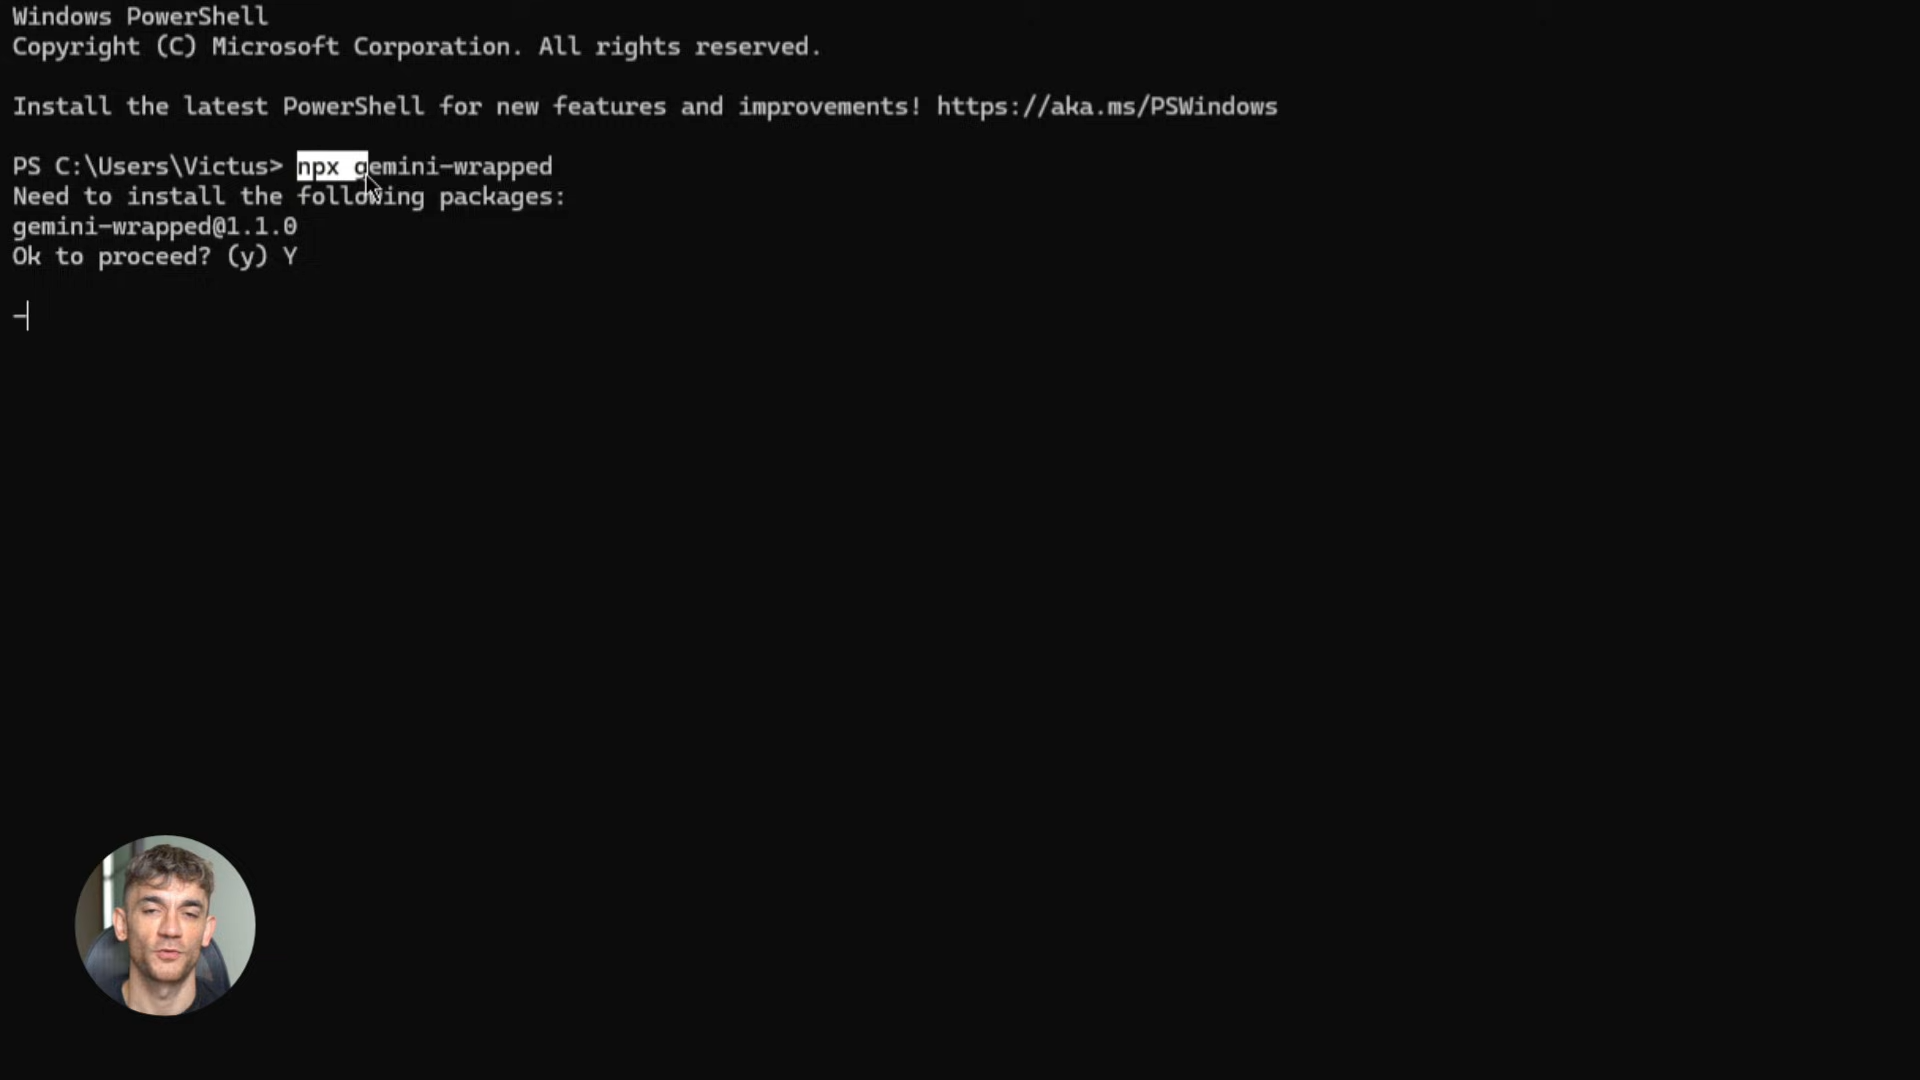 Windows PowerShell
Copyright (C) Microsoft Corporation. All rights reserved.
Install the latest PowerShell for new features and improvements! https://aka.ms/PSWindows
PS C:\Users\Victus> npx gemini-wrapped
Need to install the following packages:
gemini-wrapped@1.1.0
Ok to proceed? (y) Y
-